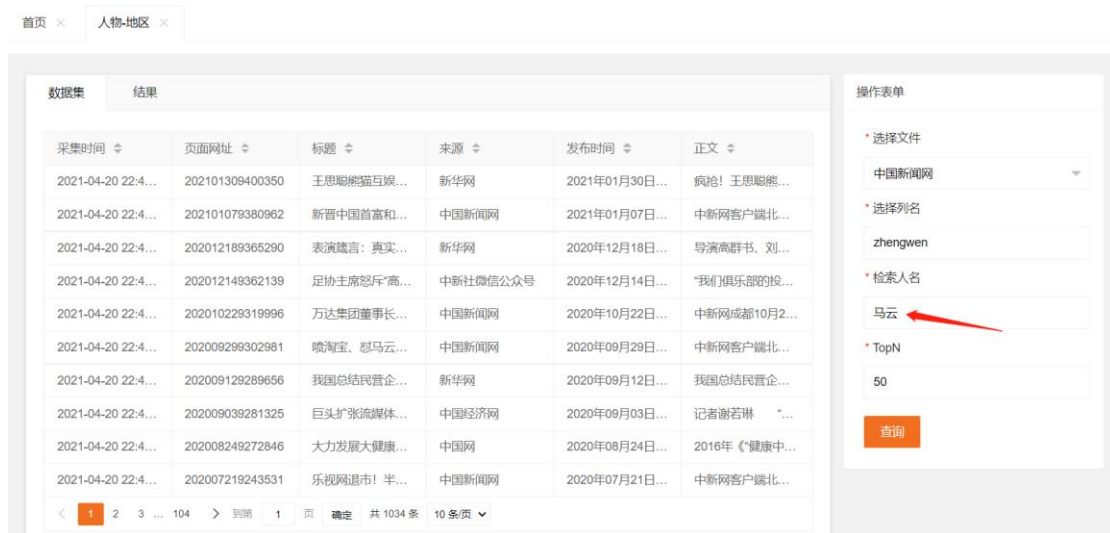 首页 × 人物-地区 ×
数据集 结果
采集时间 页面网址 标题 来源 发布时间 正文
2021-04-20 22:4... 202101309400350 王思聪熊猫互娱... 新华网 2021年01月30日... 疯抢！王思聪熊...
2021-04-20 22:4... 202101079380962 新晋中国首富和... 中国新闻网 2021年01月07日... 中新网客户端北...
2021-04-20 22:4... 202012189365290 表演箴言：真实... 新华网 2020年12月18日... 导演高群书、刘...
2021-04-20 22:4... 202012149362139 足协主席怒斥“高... 中新社微信公众号 2020年12月14日... “我们俱乐部的投...
2021-04-20 22:4... 202010229319996 万达集团董事长... 中国新闻网 2020年10月22日... 中新网成都10月2...
2021-04-20 22:4... 202009299302981 喷淘宝、怼马云... 中国新闻网 2020年09月29日... 中新网客户端北...
2021-04-20 22:4... 202009129289656 我国总结民营企... 新华网 2020年09月12日... 我国总结民营企...
2021-04-20 22:4... 202009039281325 巨头扩张流媒体... 中国经济网 2020年09月03日... 记者谢若琳 “...
2021-04-20 22:4... 202008249272846 大力发展大健康... 中国网 2020年08月24日... 2016年《“健康中...
2021-04-20 22:4... 202007219243531 乐视网退市！半... 中国新闻网 2020年07月21日... 中新网客户端北...
< 1 2 3 ... 104 > 到第 1 页 确定 共 1034 条 10 条/页
操作表单
* 选择文件
中国新闻网
* 选择列名
zhengwen
* 检索人名
马云
* TopN
50
查询